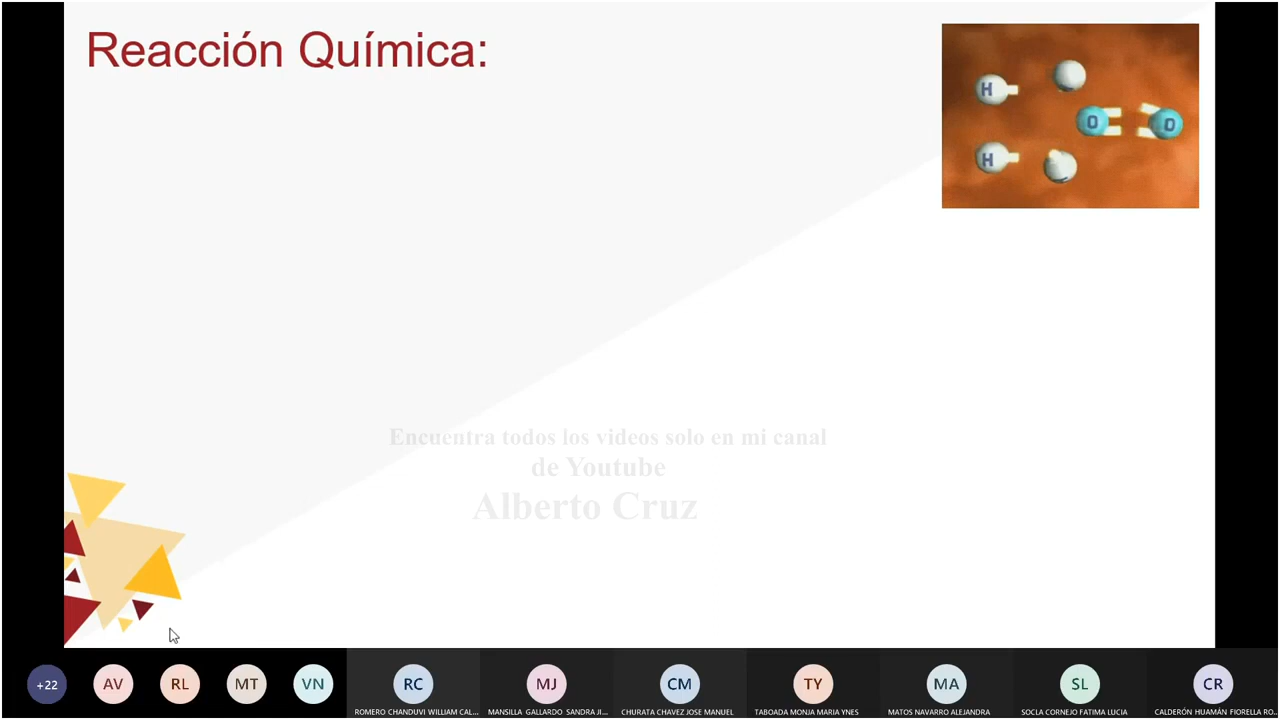 Reacción Química:
H
O
O
H
Encuentra todos los videos solo en mi canal
de Youtube
Alberto Cruz
+22
AV
RL
MT
VN
RC
MJ
CM
TY
MA
SL
CR
ROMERO CHANDUVI WILLIAM CAL...
MANSILLA GALLARDO SANDRA JI...
CHURATA CHAVEZ JOSE MANUEL
TABOADA MONJA MARIA YNES
MATOS NAVARRO ALEJANDRA
SOCLA CORNEJO FATIMA LUCIA
CALDERÓN HUAMÁN FIORELLA RO...